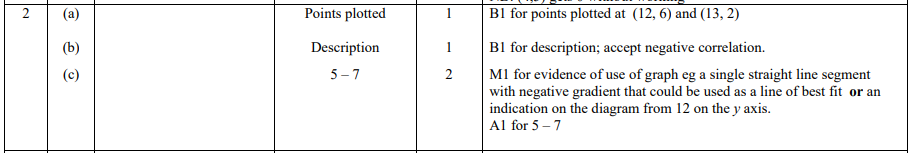 2 (a) Points plotted 1 B1 for points plotted at (12, 6) and (13, 2)
(b) Description 1 B1 for description; accept negative correlation.
(c) 5 – 7 2 M1 for evidence of use of graph eg a single straight line segment
with negative gradient that could be used as a line of best fit or an
indication on the diagram from 12 on the y axis.
A1 for 5 – 7